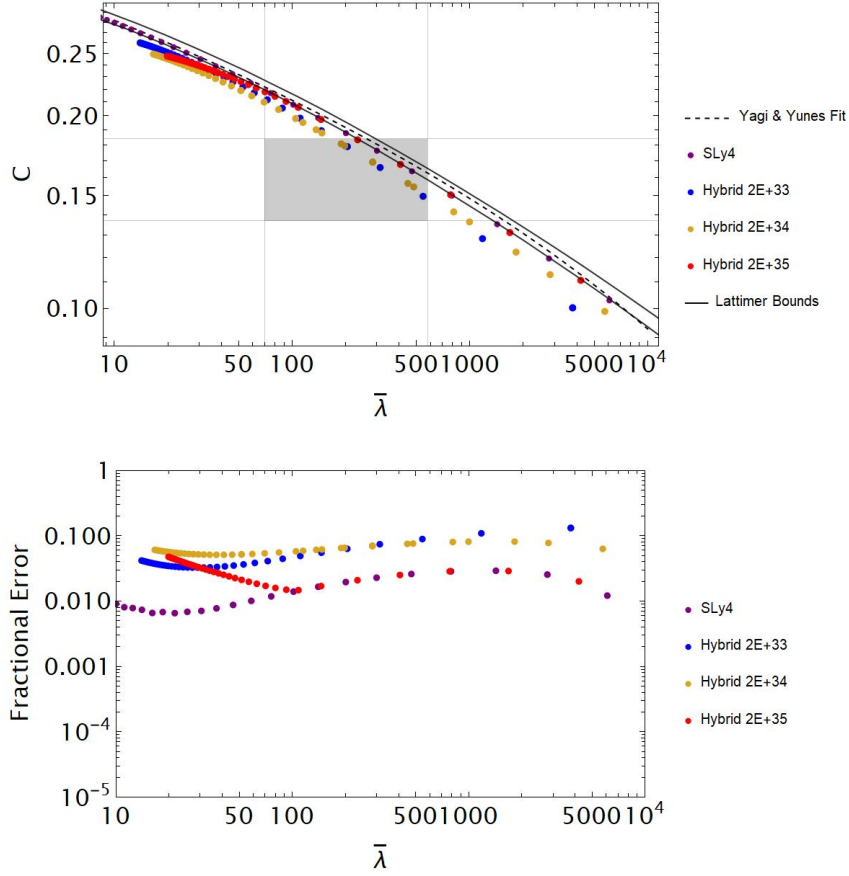 0.25
0.20
0.15
0.10
C
10 50 100 5001000 500010⁴
λ̄
Yagi & Yunes Fit
SLy4
Hybrid 2E+33
Hybrid 2E+34
Hybrid 2E+35
Lattimer Bounds
1
0.100
0.010
0.001
10⁻⁴
10⁻⁵
Fractional Error
10 50 100 5001000 500010⁴
λ̄
SLy4
Hybrid 2E+33
Hybrid 2E+34
Hybrid 2E+35